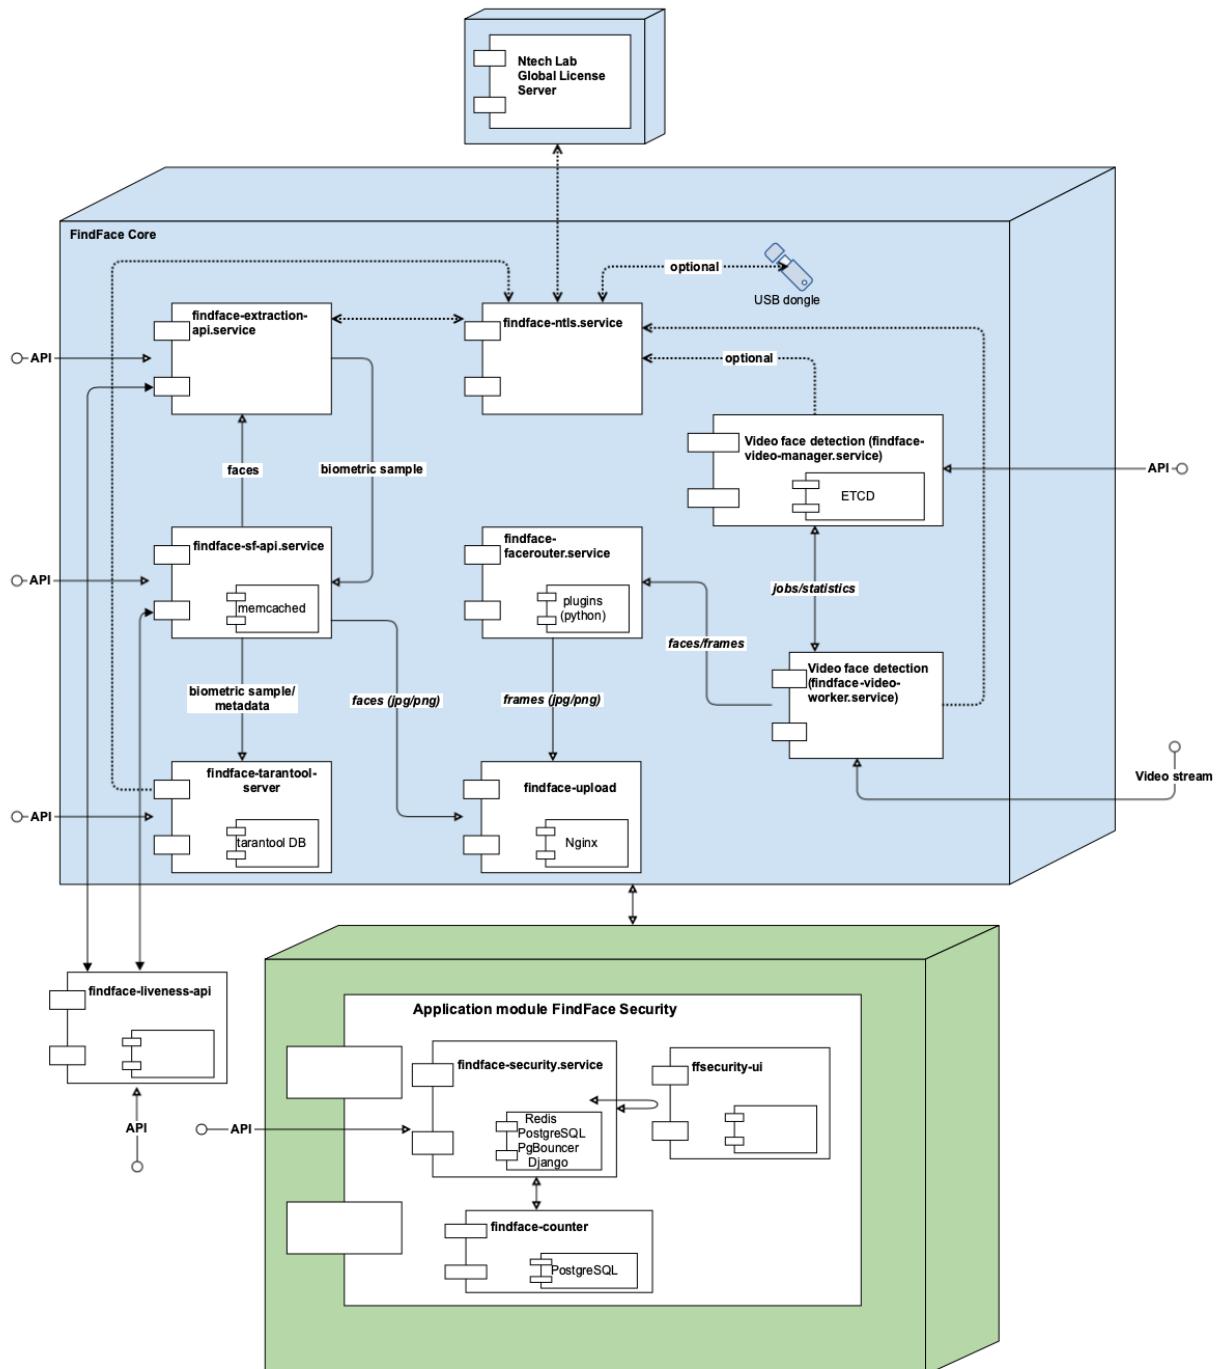 Ntech Lab
Global License
Server
FindFace Core
optional
USB dongle
findface-extraction-
api.service
findface-ntls.service
API
optional
Video face detection (findface-
video-manager.service)
ETCD
API
faces
biometric sample
findface-sf-api.service
memcached
API
findface-
facerouter.service
plugins
(python)
jobs/statistics
faces/frames
Video face detection
(findface-video-
worker.service)
biometric sample/
metadata
faces (jpg/png)
frames (jpg/png)
Video stream
findface-tarantool-
server
tarantool DB
API
findface-upload
Nginx
findface-liveness-api
API
Application module FindFace Security
findface-security.service
Redis
PostgreSQL
PgBouncer
Django
API
ffsecurity-ui
findface-counter
PostgreSQL